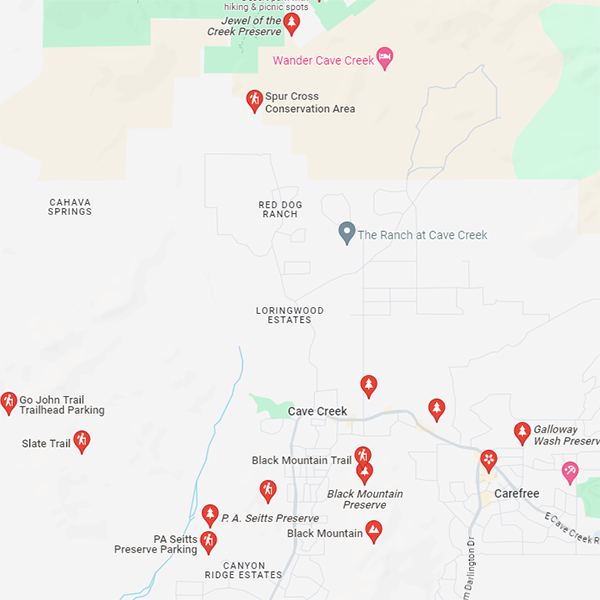 hiking & picnic spots
Jewel of the
Creek Preserve
Wander Cave Creek
Spur Cross
Conservation Area
CAHAVA
SPRINGS
RED DOG
RANCH
The Ranch at Cave Creek
LORINGWOOD
ESTATES
Go John Trail
Trailhead Parking
Cave Creek
Slate Trail
Galloway
Wash Preserve
Black Mountain Trail
Black Mountain
Preserve
Carefree
P. A. Seitts Preserve
E Cave Creek R
Black Mountain
PA Seitts
Preserve Parking
CANYON
RIDGE ESTATES
m Darlington Dr